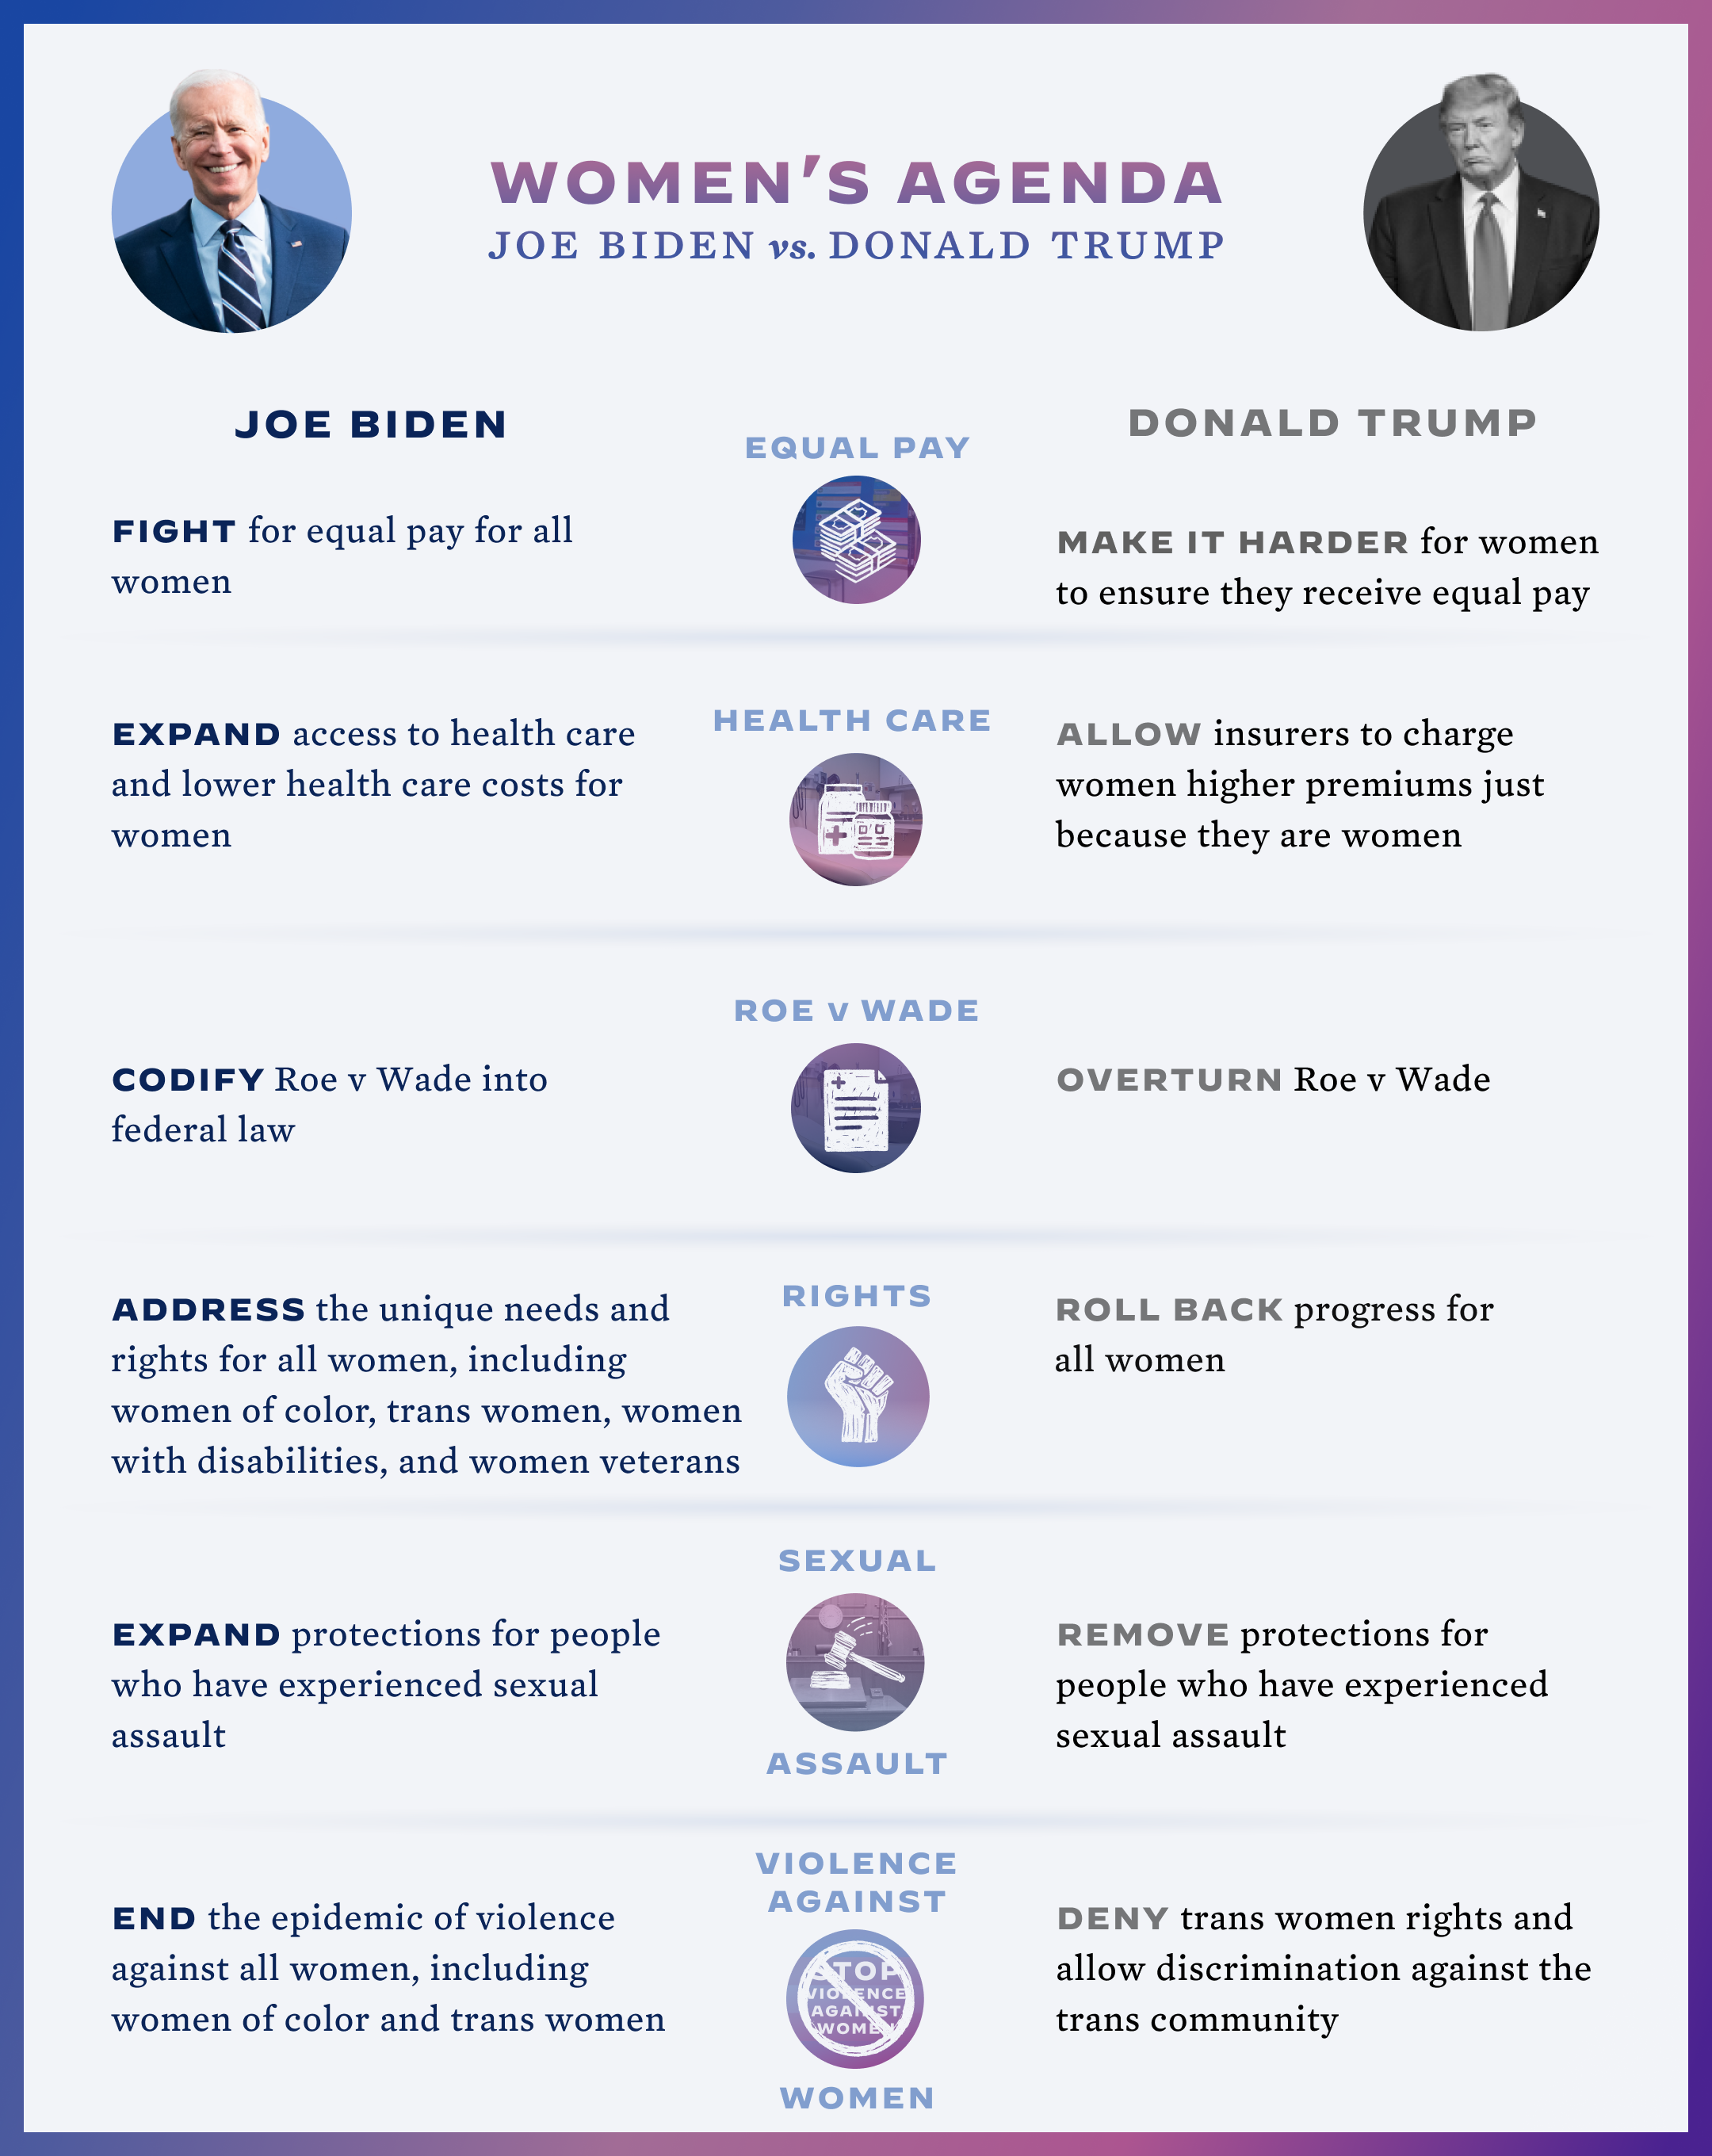 WOMEN'S AGENDA
JOE BIDEN vs. DONALD TRUMP
JOE BIDEN
DONALD TRUMP
EQUAL PAY
FIGHT for equal pay for all
women
MAKE IT HARDER for women
to ensure they receive equal pay
HEALTH CARE
EXPAND access to health care
and lower health care costs for
women
ALLOW insurers to charge
women higher premiums just
because they are women
ROE v WADE
CODIFY Roe v Wade into
federal law
OVERTURN Roe v Wade
RIGHTS
ADDRESS the unique needs and
rights for all women, including
women of color, trans women, women
with disabilities, and women veterans
ROLL BACK progress for
all women
SEXUAL
ASSAULT
EXPAND protections for people
who have experienced sexual
assault
REMOVE protections for
people who have experienced
sexual assault
VIOLENCE
AGAINST
STOP
VIOLENCE
AGAINST
WOMEN
WOMEN
END the epidemic of violence
against all women, including
women of color and trans women
DENY trans women rights and
allow discrimination against the
trans community